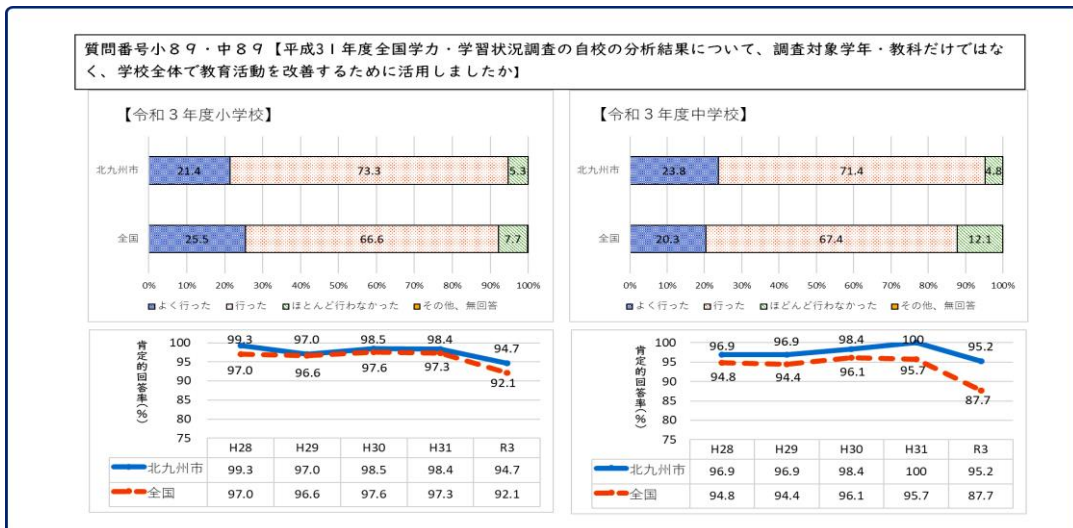 質問番号小８９・中８９【平成31年度全国学力・学習状況調査の自校の分析結果について、調査対象学年・教科だけではな
く、学校全体で教育活動を改善するために活用しましたか】
【令和３年度小学校】
北九州市 21.4 73.3 5.3
全国 25.5 66.6 7.7
0% 10% 20% 30% 40% 50% 60% 70% 80% 90% 100%
よく行った 行った ほとんど行わなかった その他、無回答
【令和３年度中学校】
北九州市 23.8 71.4 4.8
全国 20.3 67.4 12.1
0% 10% 20% 30% 40% 50% 60% 70% 80% 90% 100%
よく行った 行った ほどんど行わなかった その他、無回答
肯定的回答率(%)
100
95
90
85
80
75
99.3 97.0 98.5 98.4 94.7
97.0 96.6 97.6 97.3 92.1
H28 H29 H30 H31 R3
北九州市 99.3 97.0 98.5 98.4 94.7
全国 97.0 96.6 97.6 97.3 92.1
肯定的回答率(%)
100
95
90
85
80
75
96.9 96.9 98.4 100 95.2
94.8 94.4 96.1 95.7 87.7
H28 H29 H30 H31 R3
北九州市 96.9 96.9 98.4 100 95.2
全国 94.8 94.4 96.1 95.7 87.7